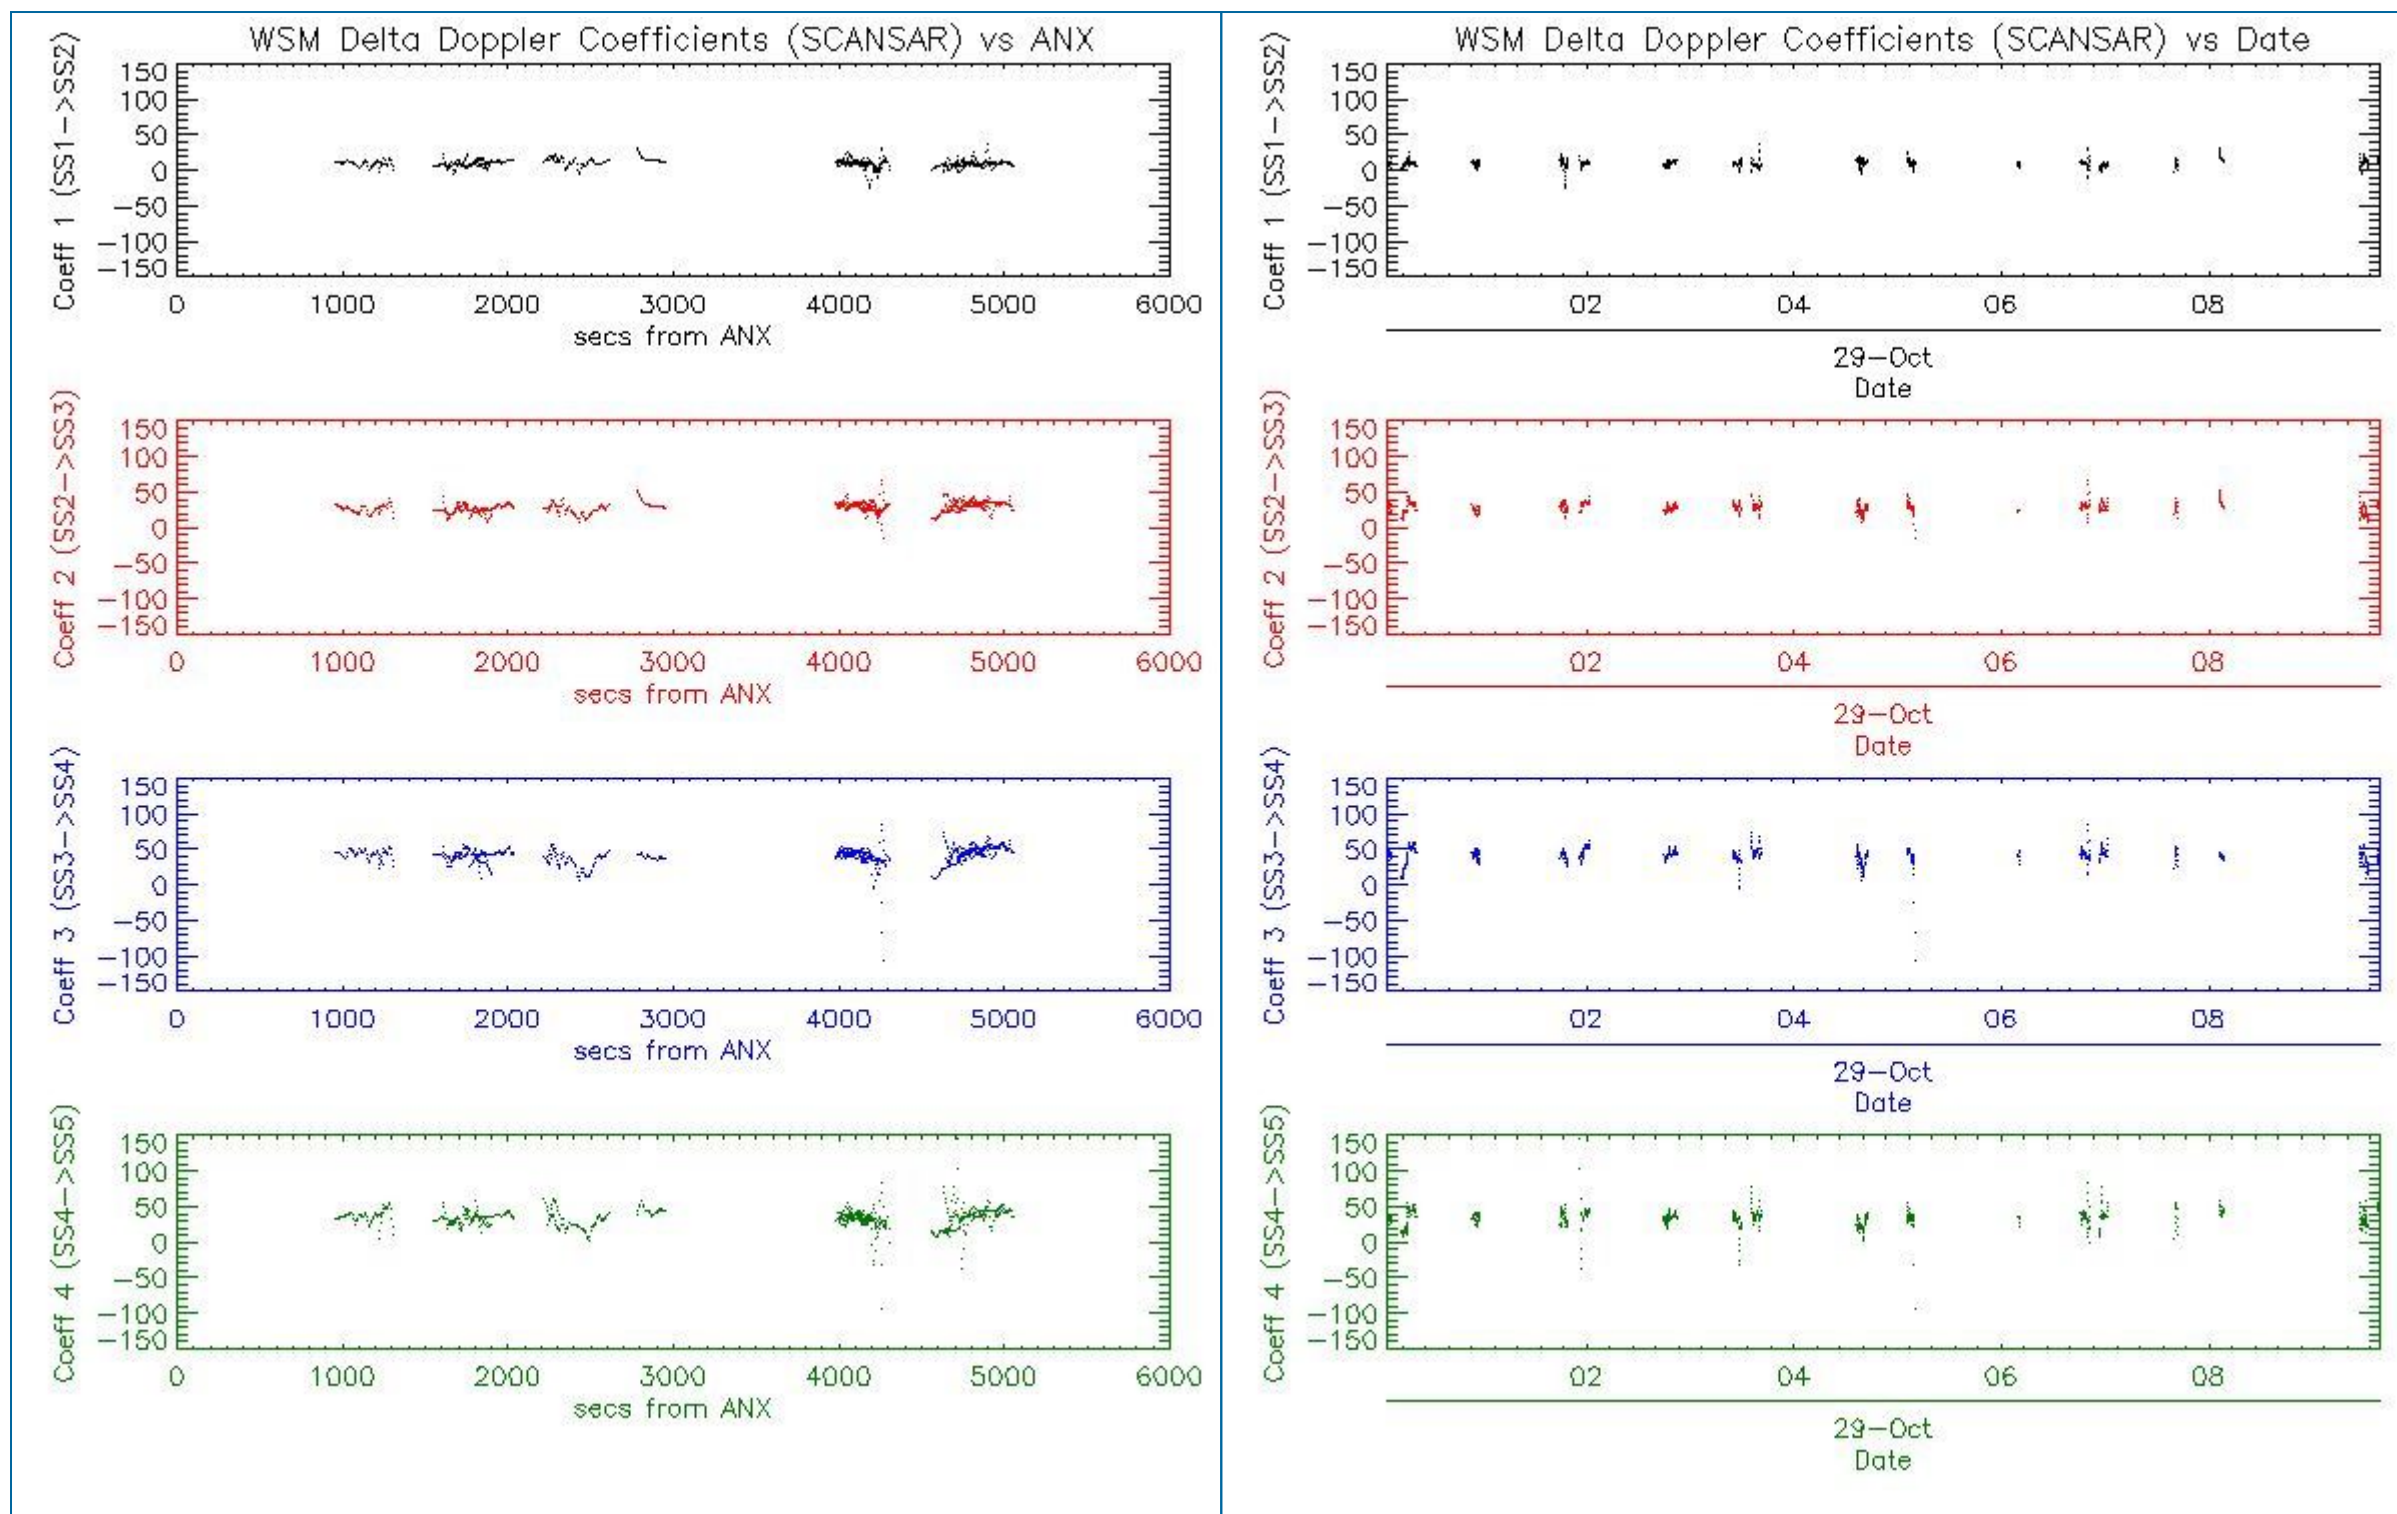 WSM Delta Doppler Coefficients (SCANSAR) vs ANX
Coeff 1 (SS1->SS2)
150
100
50
0
-50
-100
-150
0 1000 2000 3000 4000 5000 6000
secs from ANX
Coeff 2 (SS2->SS3)
150
100
50
0
-50
-100
-150
0 1000 2000 3000 4000 5000 6000
secs from ANX
Coeff 3 (SS3->SS4)
150
100
50
0
-50
-100
-150
0 1000 2000 3000 4000 5000 6000
secs from ANX
Coeff 4 (SS4->SS5)
150
100
50
0
-50
-100
-150
0 1000 2000 3000 4000 5000 6000
secs from ANX
WSM Delta Doppler Coefficients (SCANSAR) vs Date
Coeff 1 (SS1->SS2)
150
100
50
0
-50
-100
-150
02 04 06 08
29-Oct
Date
Coeff 2 (SS2->SS3)
150
100
50
0
-50
-100
-150
02 04 06 08
29-Oct
Date
Coeff 3 (SS3->SS4)
150
100
50
0
-50
-100
-150
02 04 06 08
29-Oct
Date
Coeff 4 (SS4->SS5)
150
100
50
0
-50
-100
-150
02 04 06 08
29-Oct
Date